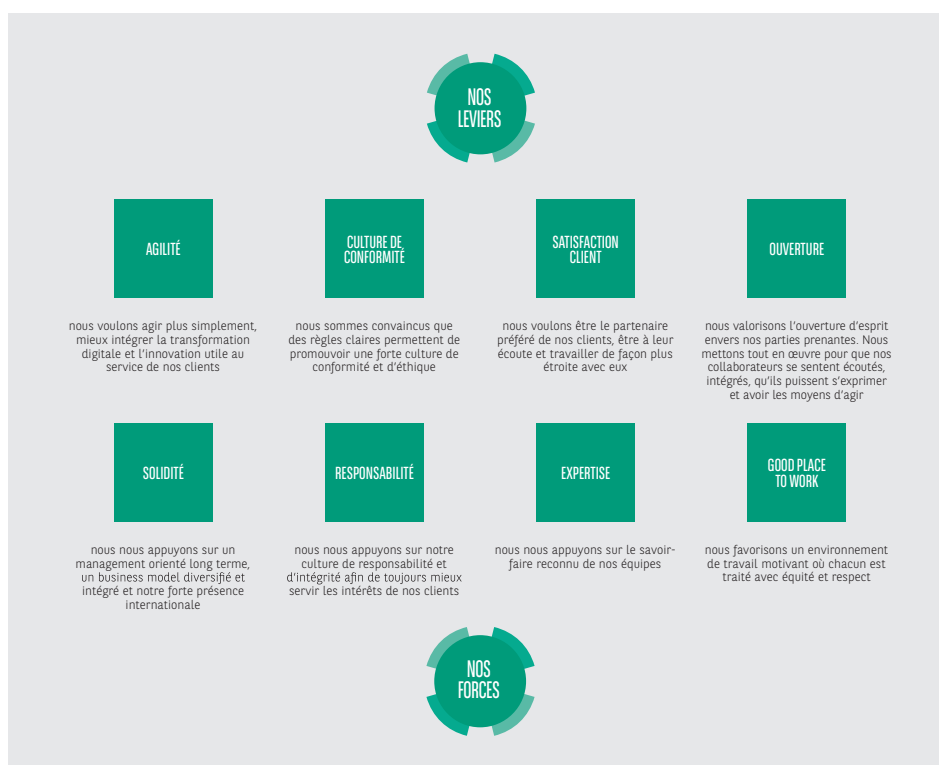 NOS
LEVIERS
AGILITÉ
CULTURE DE
CONFORMITÉ
SATISFACTION
CLIENT
OUVERTURE
nous voulons agir plus simplement,
mieux intégrer la transformation
digitale et l'innovation utile au
service de nos clients
nous sommes convaincus que
des règles claires permettent de
promouvoir une forte culture de
conformité et d'éthique
nous voulons être le partenaire
préféré de nos clients, être à leur
écoute et travailler de façon plus
étroite avec eux
nous valorisons l'ouverture d'esprit
envers nos parties prenantes. Nous
mettons tout en œuvre pour que nos
collaborateurs se sentent écoutés,
intégrés, qu'ils puissent s'exprimer
et avoir les moyens d'agir
SOLIDITÉ
RESPONSABILITÉ
EXPERTISE
GOOD PLACE
TO WORK
nous nous appuyons sur un
management orienté long terme,
un business model diversifié et
intégré et notre forte présence
internationale
nous nous appuyons sur notre
culture de responsabilité et
d'intégrité afin de toujours mieux
servir les intérêts de nos clients
nous nous appuyons sur le savoir-
faire reconnu de nos équipes
nous favorisons un environnement
de travail motivant où chacun est
traité avec équité et respect
NOS
FORCES